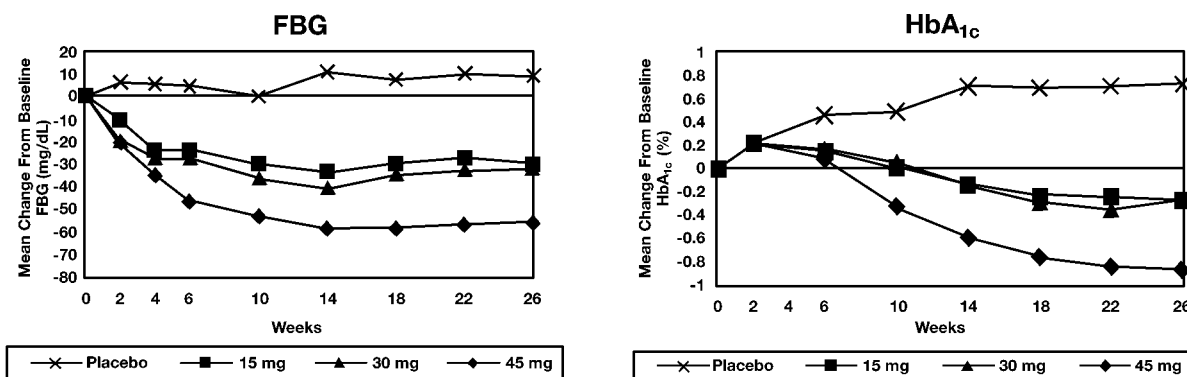 FBG
Mean Change From Baseline
FBG (mg/dL)
20
10
0
-10
-20
-30
-40
-50
-60
-70
-80
0 2 4 6 10 14 18 22 26
Weeks
Placebo 15 mg 30 mg 45 mg
HbA1c
Mean Change From Baseline
HbA1c (%)
1
0.8
0.6
0.4
0.2
0
-0.2
-0.4
-0.6
-0.8
-1
0 2 4 6 10 14 18 22 26
Weeks
Placebo 15 mg 30 mg 45 mg